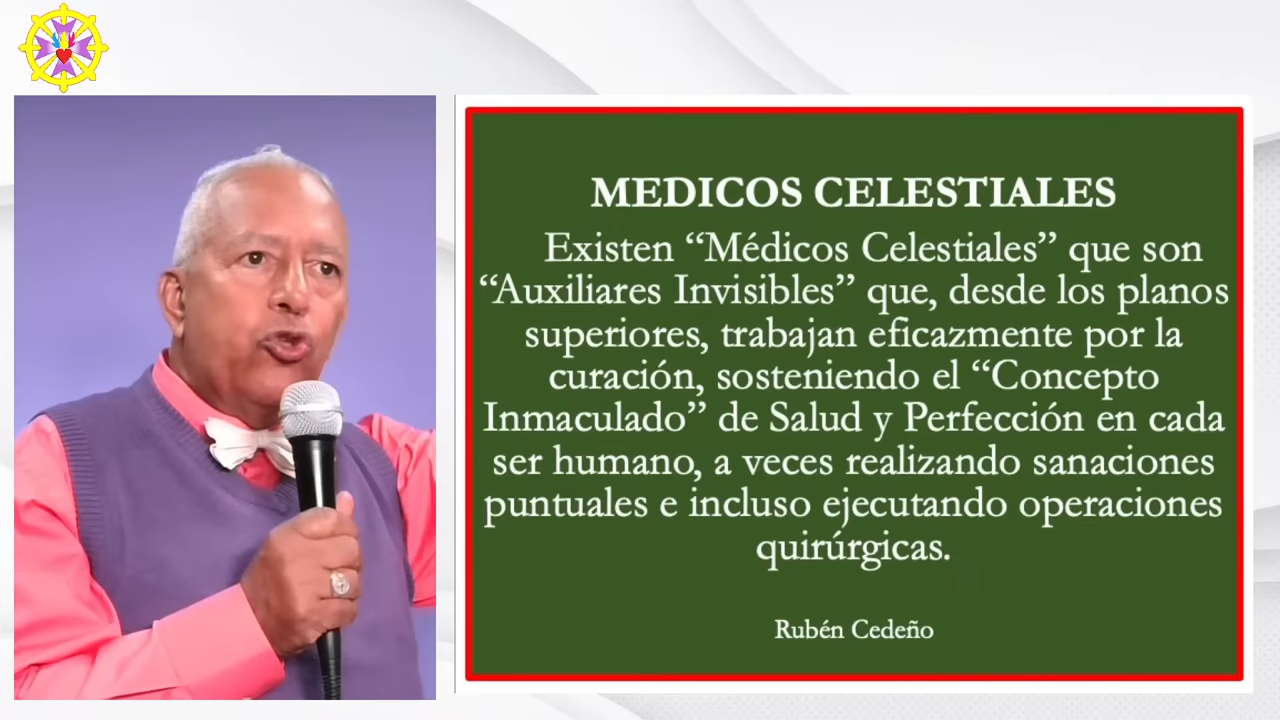 MEDICOS CELESTIALES
Existen “Médicos Celestiales” que son
“Auxiliares Invisibles” que, desde los planos
superiores, trabajan eficazmente por la
curación, sosteniendo el “Concepto
Inmaculado” de Salud y Perfección en cada
ser humano, a veces realizando sanaciones
puntuales e incluso ejecutando operaciones
quirúrgicas.
Rubén Cedeño